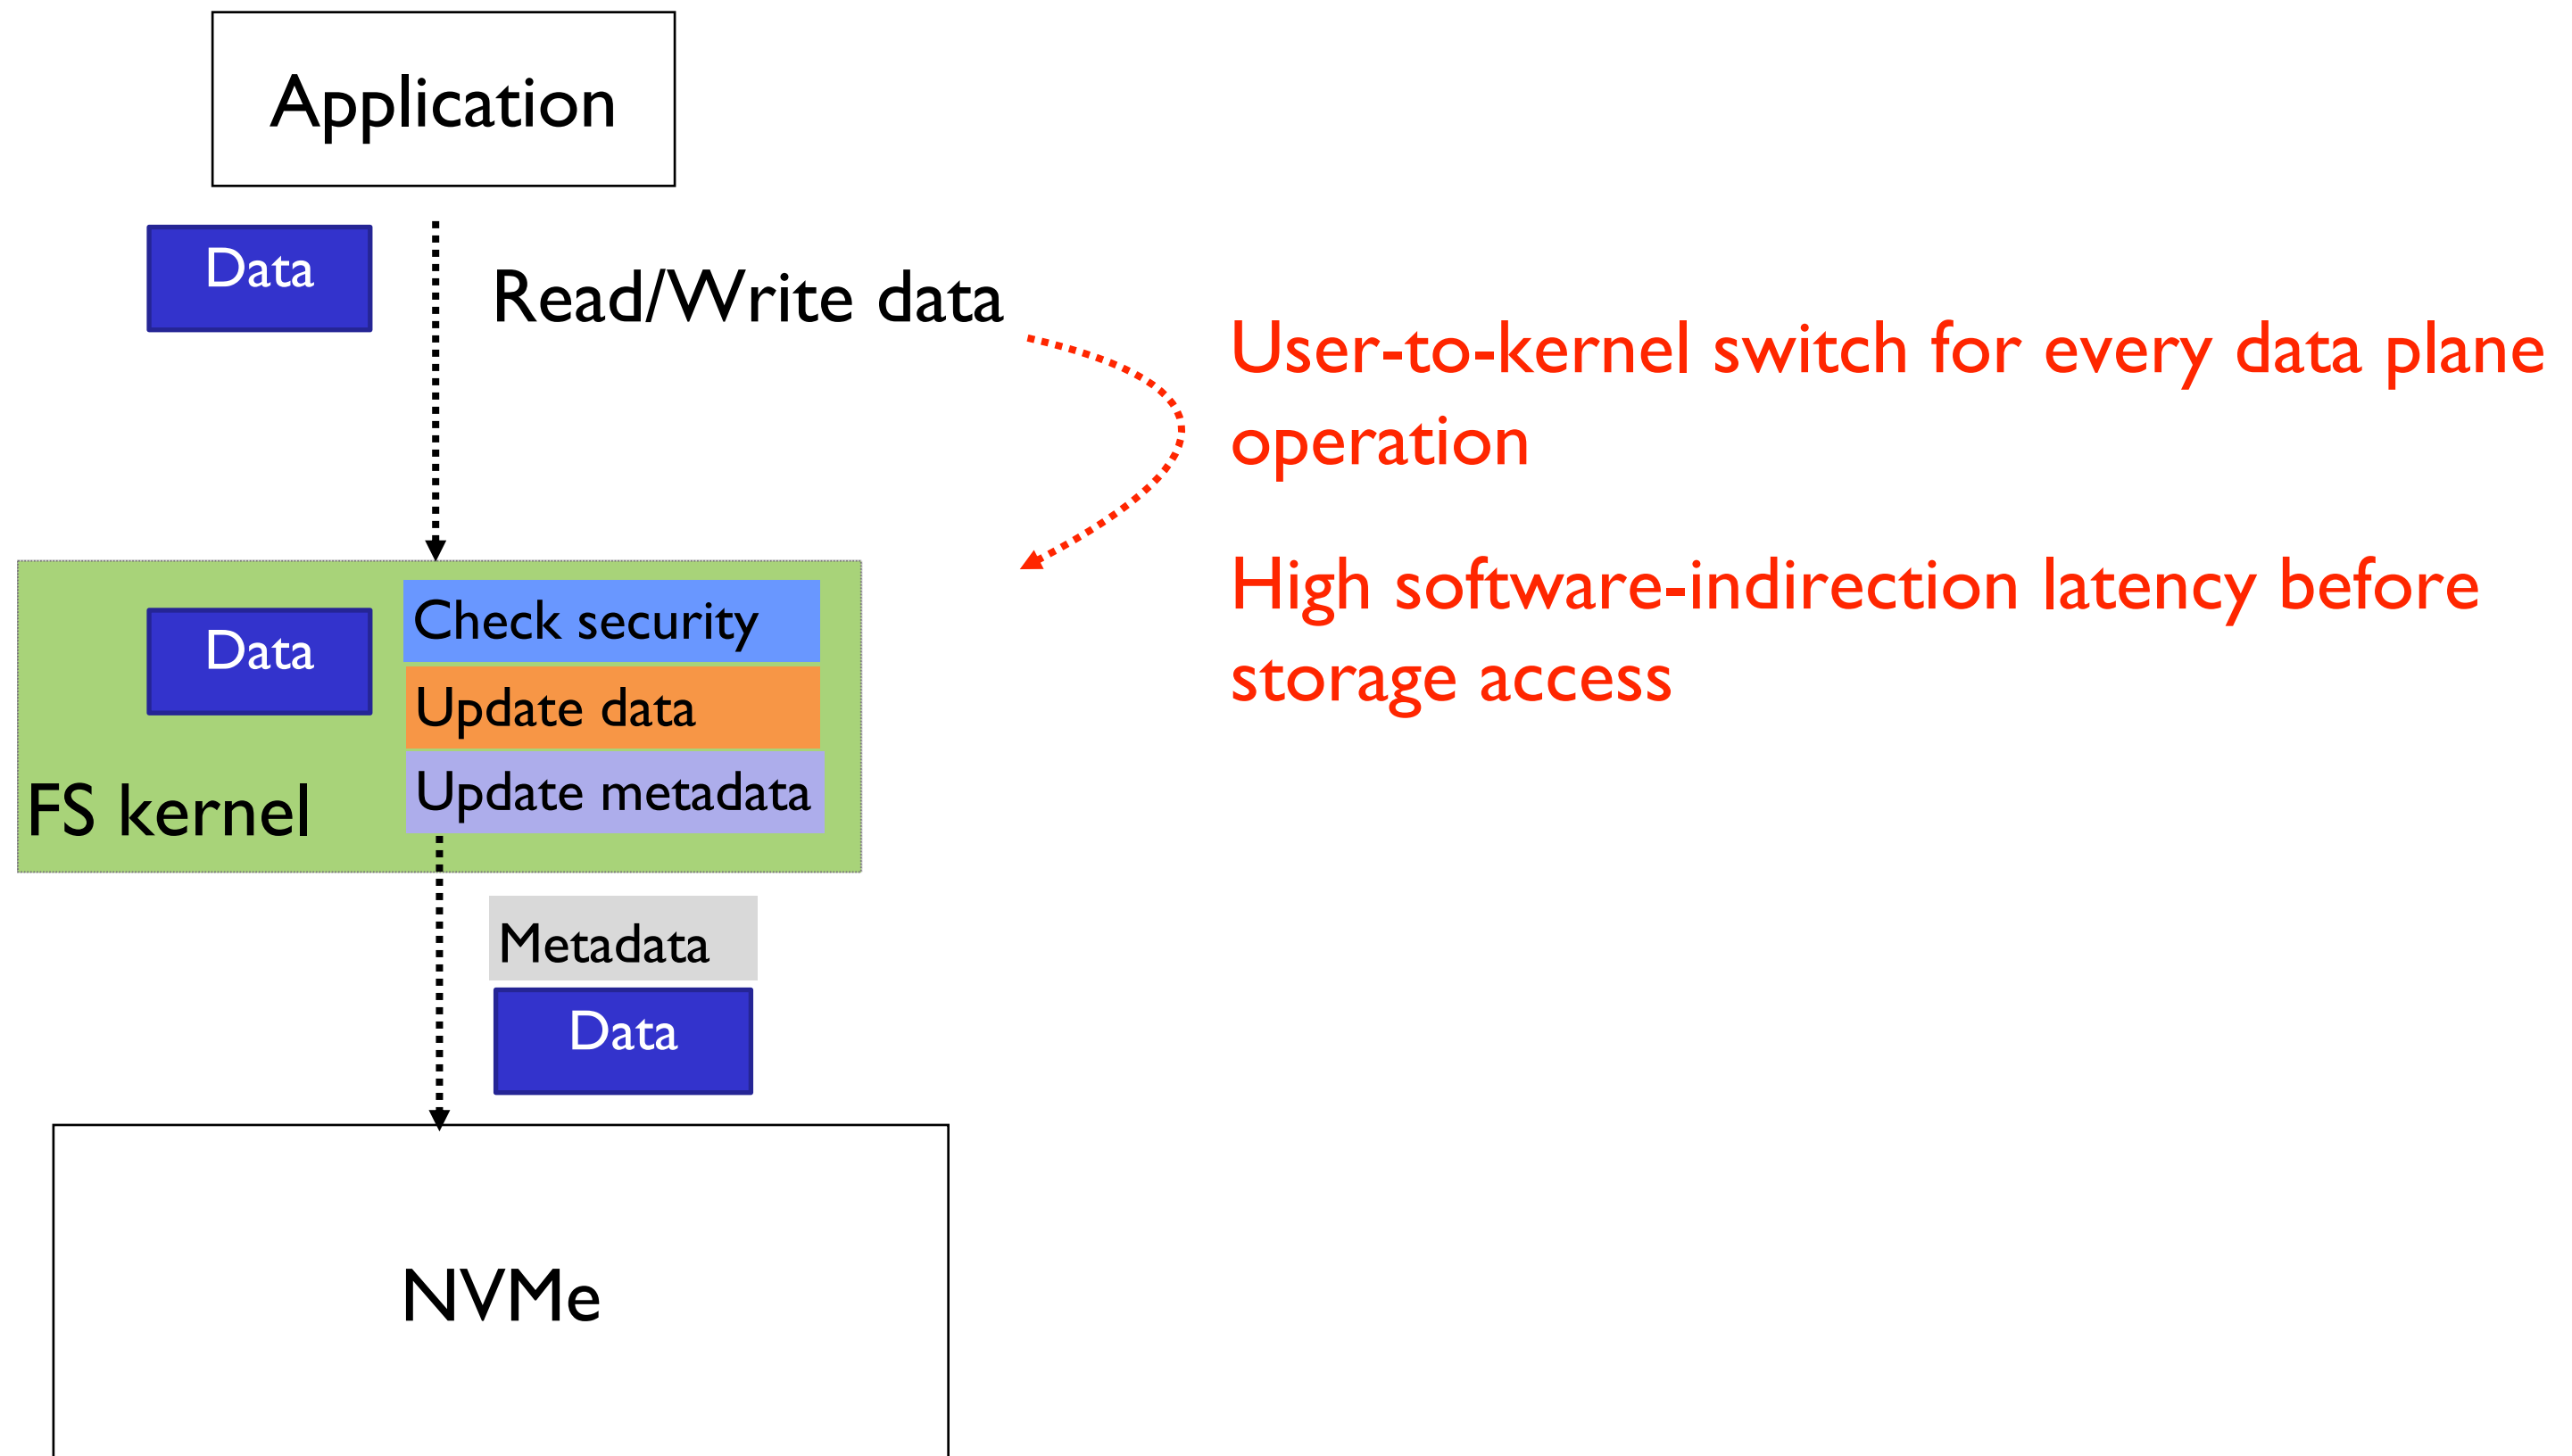 Application
Data
Read/Write data
User-to-kernel switch for every data plane
operation
High software-indirection latency before
storage access
Check security
Data
Update data
Update metadata
FS kernel
Metadata
Data
NVMe